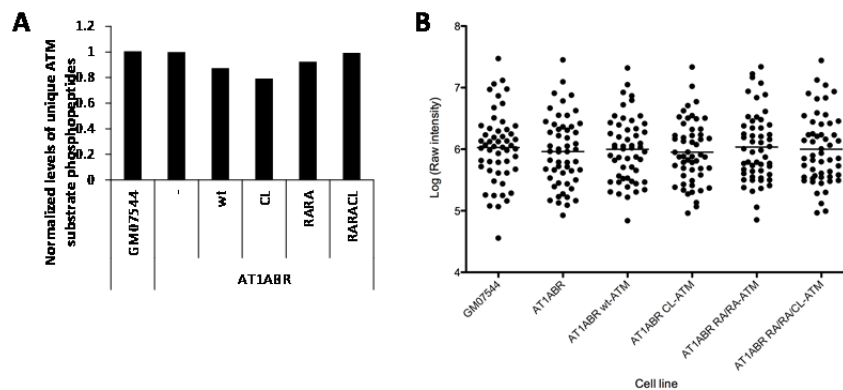 A
Normalized levels of unique ATM
substrate phosphopeptides
1.2
1
0.8
0.6
0.4
0.2
0
GM07544
-
wt
CL
RARA
RARACL
AT1ABR
B
Log (Raw intensity)
8
7
6
5
4
GM07544
AT1ABR
AT1ABR wt-ATM
AT1ABR CL-ATM
AT1ABR RA/RA-ATM
AT1ABR RA/RA/CL-ATM
Cell line